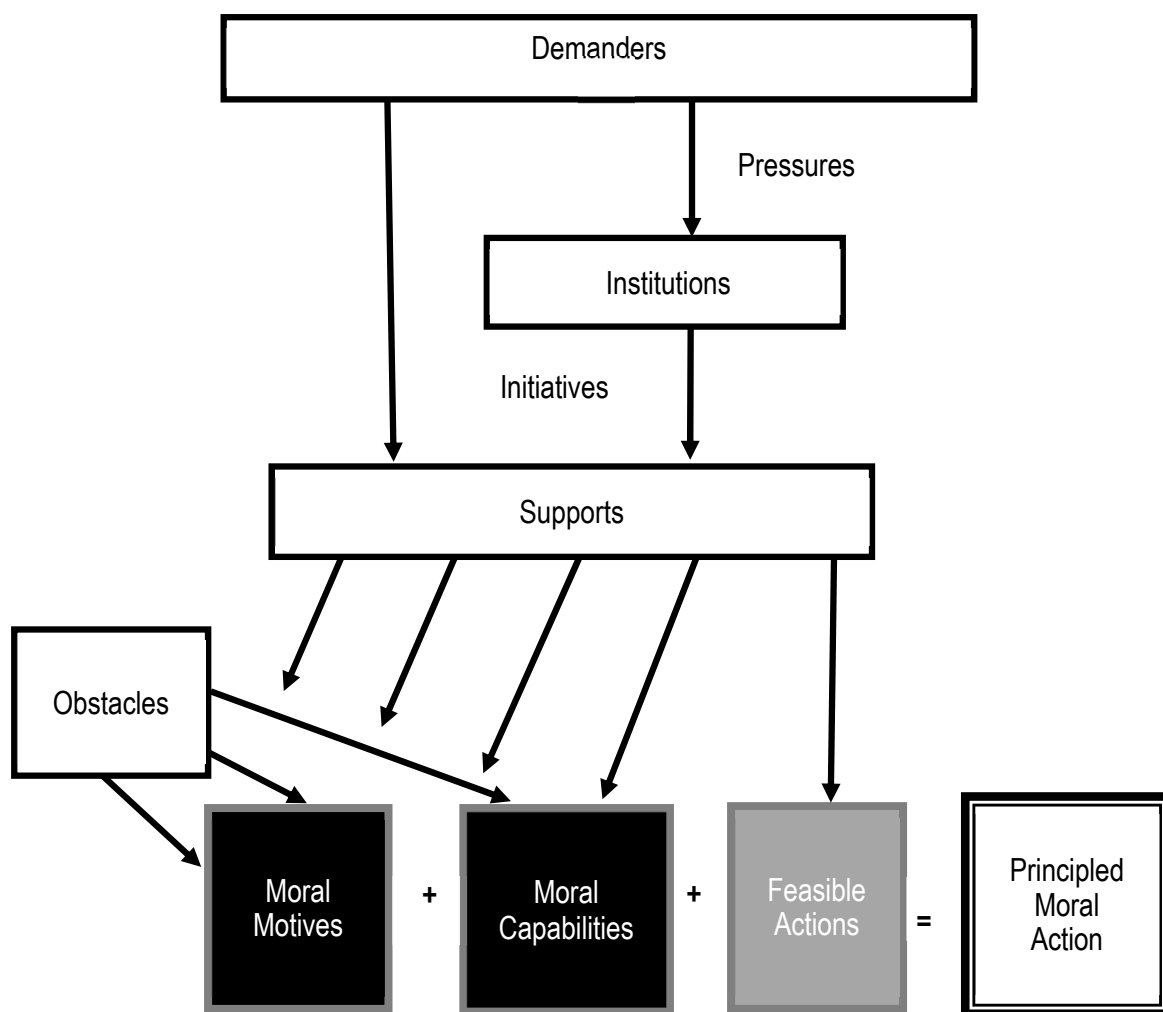 Demanders
Pressures
Institutions
Initiatives
Supports
Obstacles
Moral
Motives
+
Moral
Capabilities
+
Feasible
Actions
=
Principled
Moral
Action